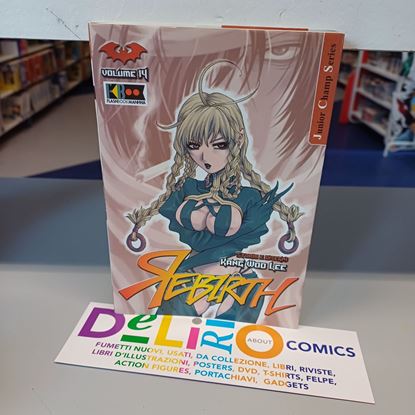 VOLUME 14
FLASHBOOK MANHWA
Junior Champ Series
KANG WOO LEE
REBIRTH
DeLiRiO
ABOUT
COMICS
FUMETTI NUOVI, USATI, DA COLLEZIONE, LIBRI, RIVISTE,
LIBRI D'ILLUSTRAZIONI, POSTERS, DVD, T-SHIRTS, FELPE,
ACTION FIGURES, PORTACHIAVI, GADGETS